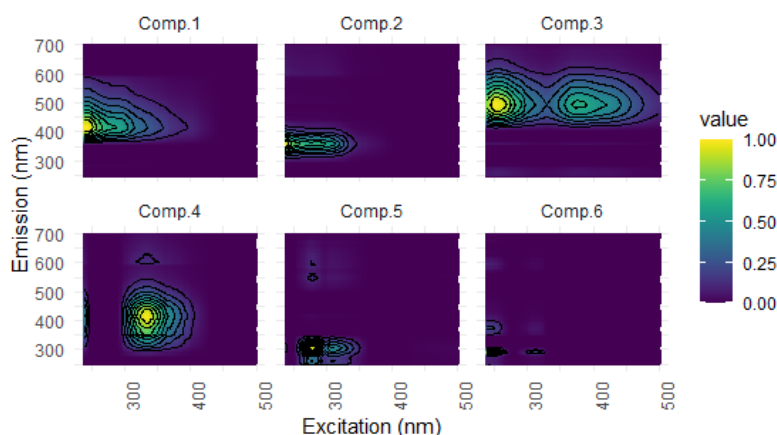 Comp.1 Comp.2 Comp.3
700
600
500
400
300
Comp.4 Comp.5 Comp.6
700
600
500
400
300
300 400 500 300 400 500 300 400 500
Emission (nm)
Excitation (nm)
value
1.00
0.75
0.50
0.25
0.00